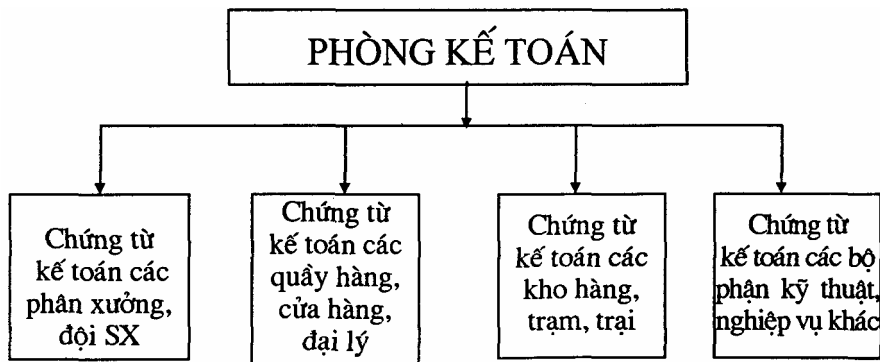 PHÒNG KẾ TOÁN
Chứng từ
kế toán các
phân xưởng,
đội SX
Chứng từ
kế toán các
quầy hàng,
cửa hàng,
đại lý
Chứng từ
kế toán các
kho hàng,
trạm, trại
Chứng từ
kế toán các bộ
phận kỹ thuật,
nghiệp vụ khác